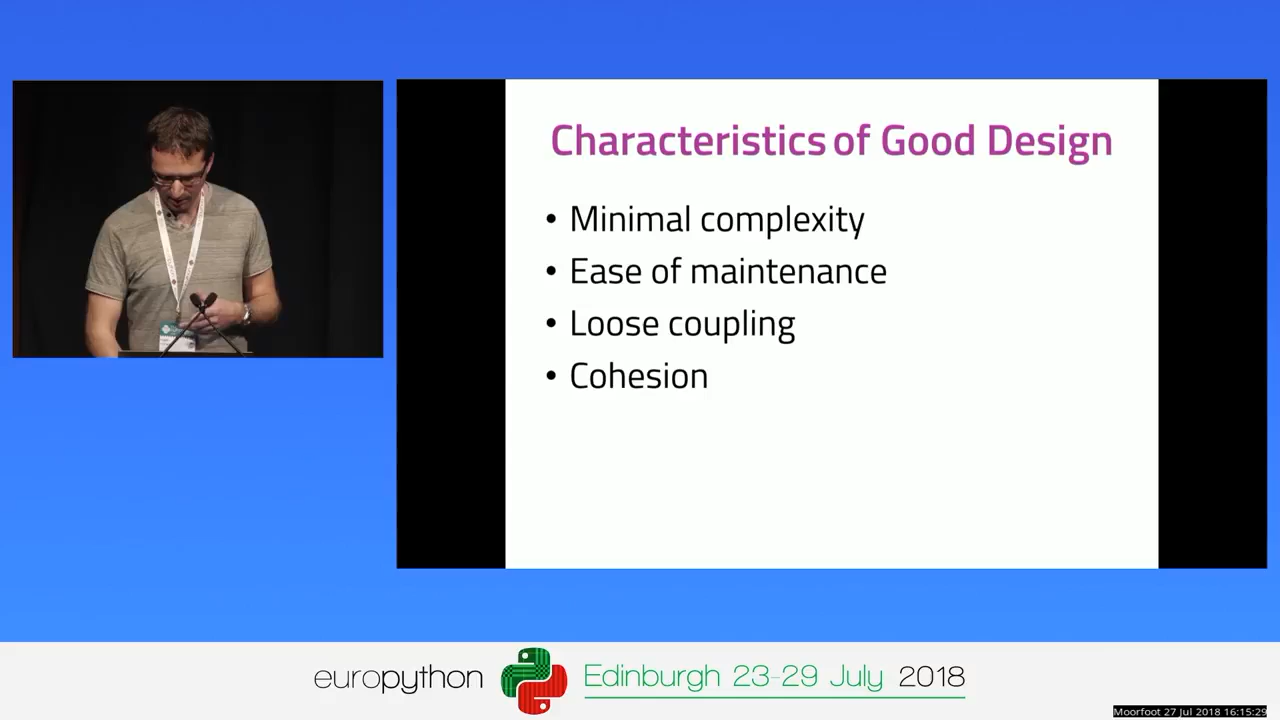 Characteristics of Good Design
• Minimal complexity
• Ease of maintenance
• Loose coupling
• Cohesion
europython
Edinburgh 23-29 July 2018
Moorfoot 27 Jul 2018 16:15:29